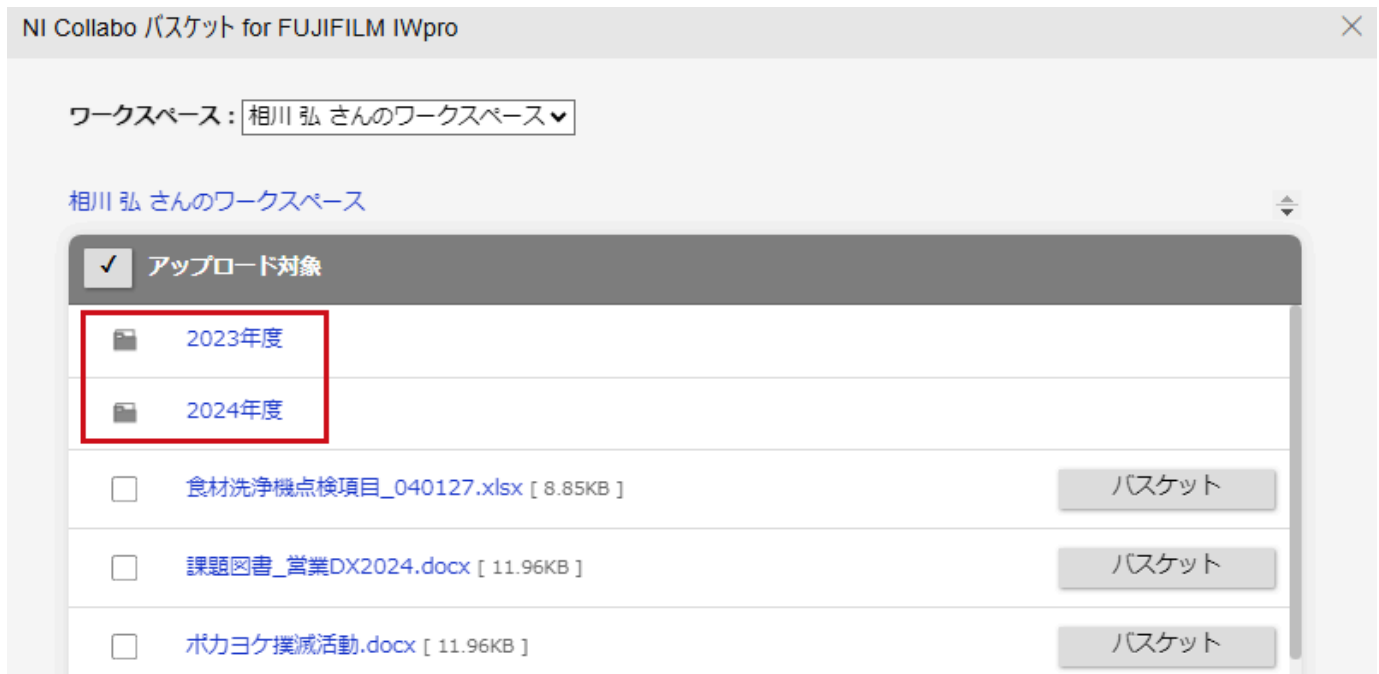 NI Collabo バスケット for FUJIFILM IWpro
ワークスペース : 相川 弘 さんのワークスペース
相川 弘 さんのワークスペース
アップロード対象
2023年度
2024年度
食材洗浄機点検項目_040127.xlsx [ 8.85KB ] バスケット
課題図書_営業DX2024.docx [ 11.96KB ] バスケット
ポカヨケ撲滅活動.docx [ 11.96KB ] バスケット